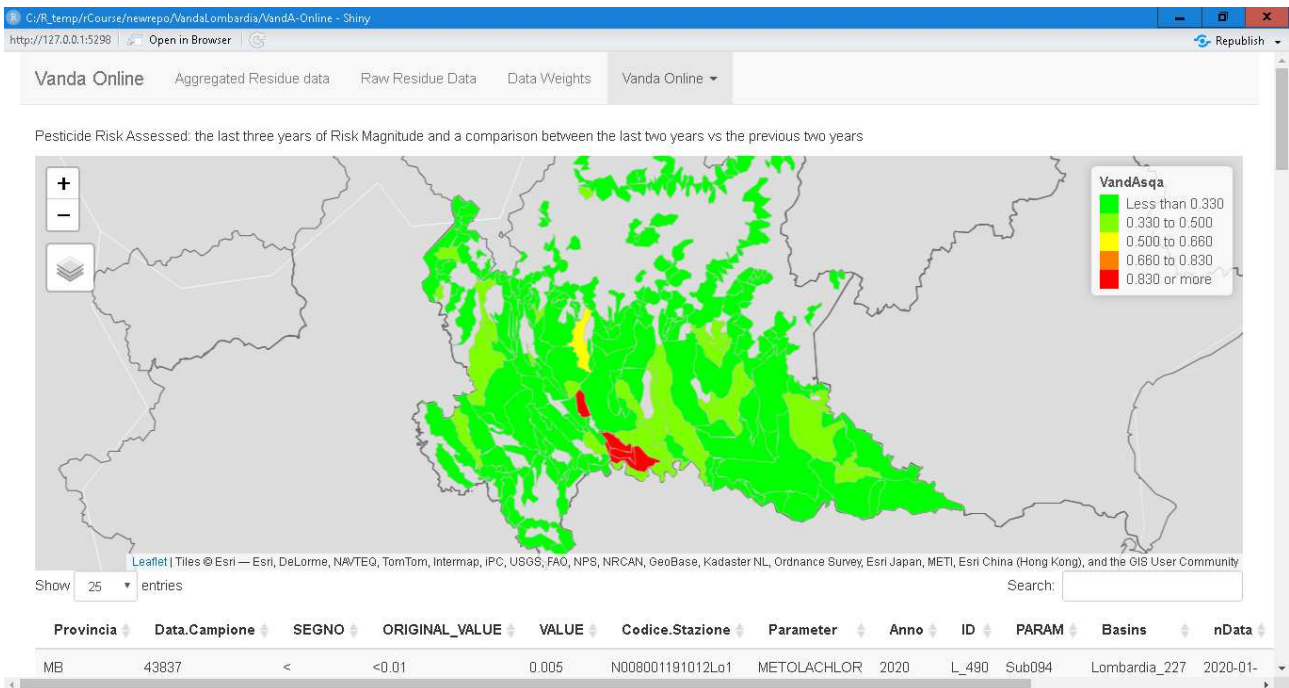 C:/R_temp/rCourse/newrepo/VandaLombardia/VandA-Online - Shiny
http://127.0.0.1:5298 Open in Browser Republish
Vanda Online Aggregated Residue data Raw Residue Data Data Weights Vanda Online
Pesticide Risk Assessed: the last three years of Risk Magnitude and a comparison between the last two years vs the previous two years
+
−
VandAsqa
Less than 0.330
0.330 to 0.500
0.500 to 0.660
0.660 to 0.830
0.830 or more
Leaflet | Tiles © Esri — Esri, DeLorme, NAVTEQ, TomTom, Intermap, iPC, USGS, FAO, NPS, NRCAN, GeoBase, Kadaster NL, Ordnance Survey, Esri Japan, METI, Esri China (Hong Kong), and the GIS User Community
Show 25 entries Search:
Provincia Data.Campione SEGNO ORIGINAL_VALUE VALUE Codice.Stazione Parameter Anno ID PARAM Basins nData
MB 43837 < <0.01 0.005 N008001191012Lo1 METOLACHLOR 2020 L_490 Sub094 Lombardia_227 2020-01-